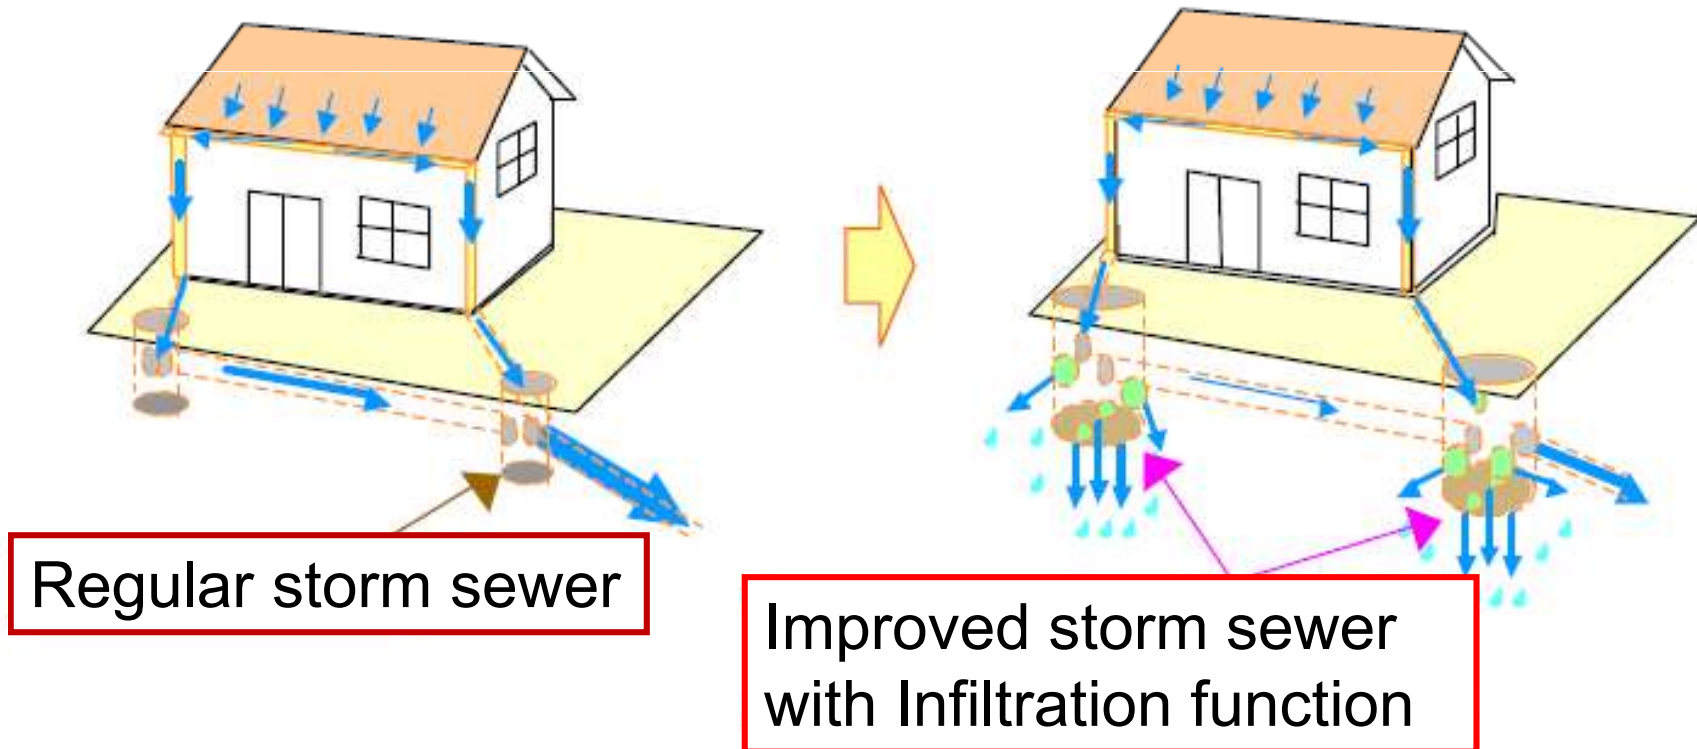 Regular storm sewer
Improved storm sewer
with Infiltration function